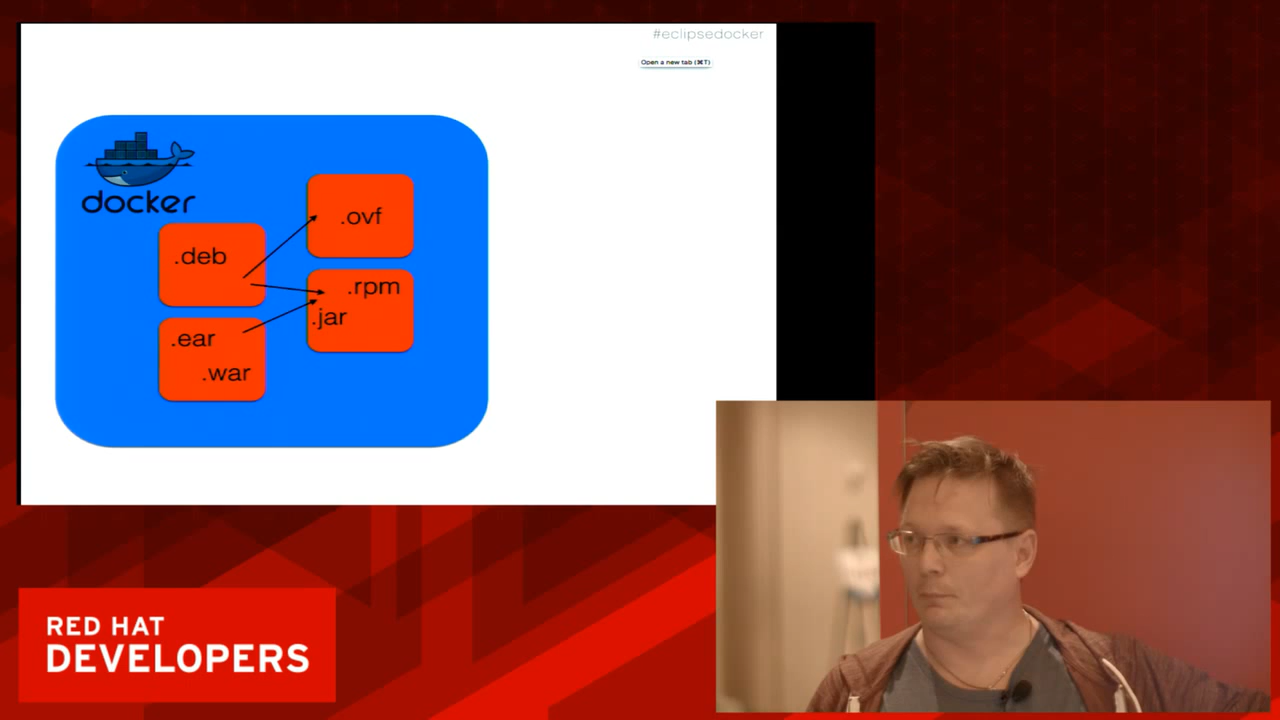 #eclipsedocker
Open a new tab (⌘T)
docker
.ovf
.deb
.rpm
.jar
.ear
.war
RED HAT
DEVELOPERS